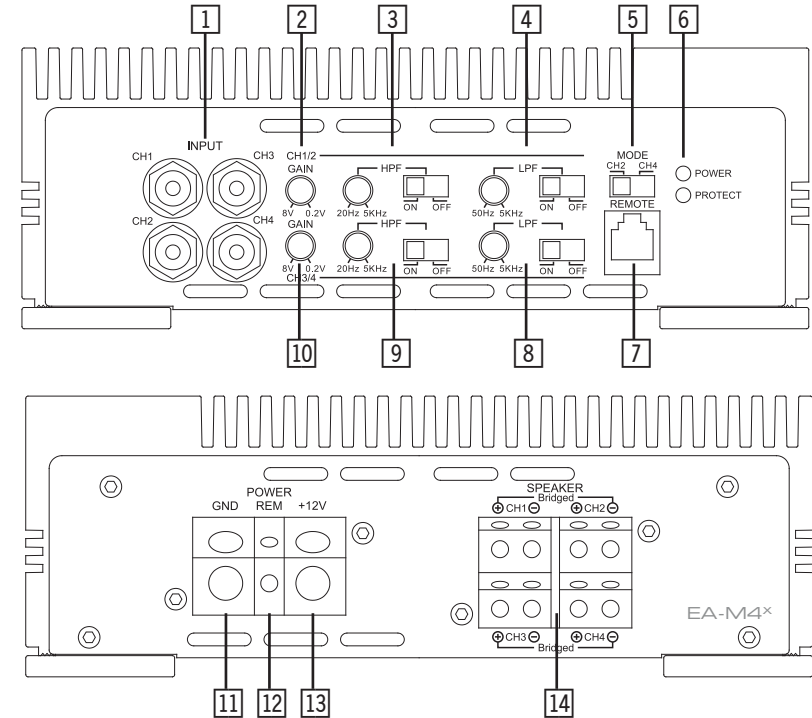 1 2 3 4 5 6
INPUT
CH1 CH3 CH1/2
GAIN HPF LPF
MODE
CH2 CH4
8V 0.2V 20Hz 5KHz ON OFF 50Hz 5KHz ON OFF
POWER
PROTECT
REMOTE
CH2 CH4 GAIN HPF LPF
8V 0.2V 20Hz 5KHz ON OFF 50Hz 5KHz ON OFF
CH3/4
10 9 8 7
POWER
GND REM +12V
SPEAKER
Bridged
⊕ CH1 ⊖ ⊕ CH2 ⊖
EA-M4ˣ
⊕ CH3 ⊖ ⊕ CH4 ⊖
Bridged
11 12 13 14